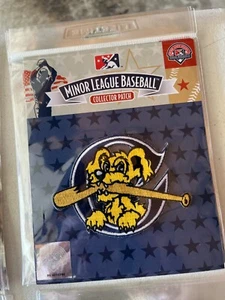 MINOR LEAGUE BASEBALL
COLLECTOR PATCH